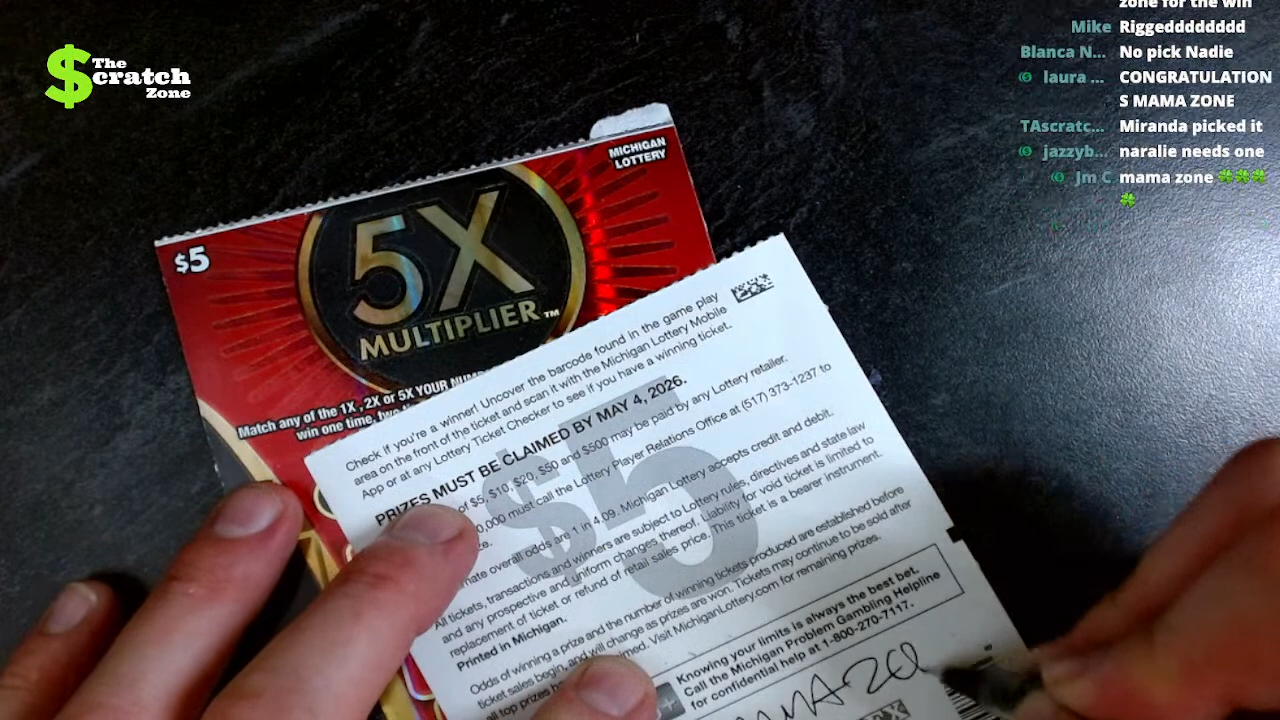 The
$cratch
Zone
zone for the win
Mike Riggedddddddd
Blanca N... No pick Nadie
laura ... CONGRATULATION
S MAMA ZONE
TAscratc... Miranda picked it
jazzyb... naralie needs one
Jm C mama zone 🍀🍀🍀
🍀
MICHIGAN
LOTTERY
$5
5X
MULTIPLIER™
Match any of the 1X, 2X or 5X YOUR
win one time,
Check if you're a winner! Uncover the barcode found in the game play
area on the front of the ticket and scan it with the Michigan Lottery Mobile
App or at any Lottery Ticket Checker to see if you have a winning ticket.
PRIZES MUST BE CLAIMED BY MAY 4, 2026.
of $5, $10, $20, $50 and $500 may be paid by any Lottery retailer.
0,000 must call the Lottery Player Relations Office at (517) 373-1237 to
overall odds are 1 in 4.09. Michigan Lottery accepts credit and debit.
All tickets, transactions and winners are subject to Lottery rules, directives and state law
and any prospective and uniform changes thereof. Liability for void ticket is limited to
replacement of ticket or refund of retail sales price. This ticket is a bearer instrument.
Printed in Michigan.
$5
Odds of winning a prize and the number of winning tickets produced are established before
ticket sales begin, and will change as prizes are won. Tickets may continue to be sold after
all top prizes Visit MichiganLottery.com for remaining prizes.
Knowing your limits is always the best bet.
Call the Michigan Problem Gambling Helpline
for confidential help at 1-800-270-7117.